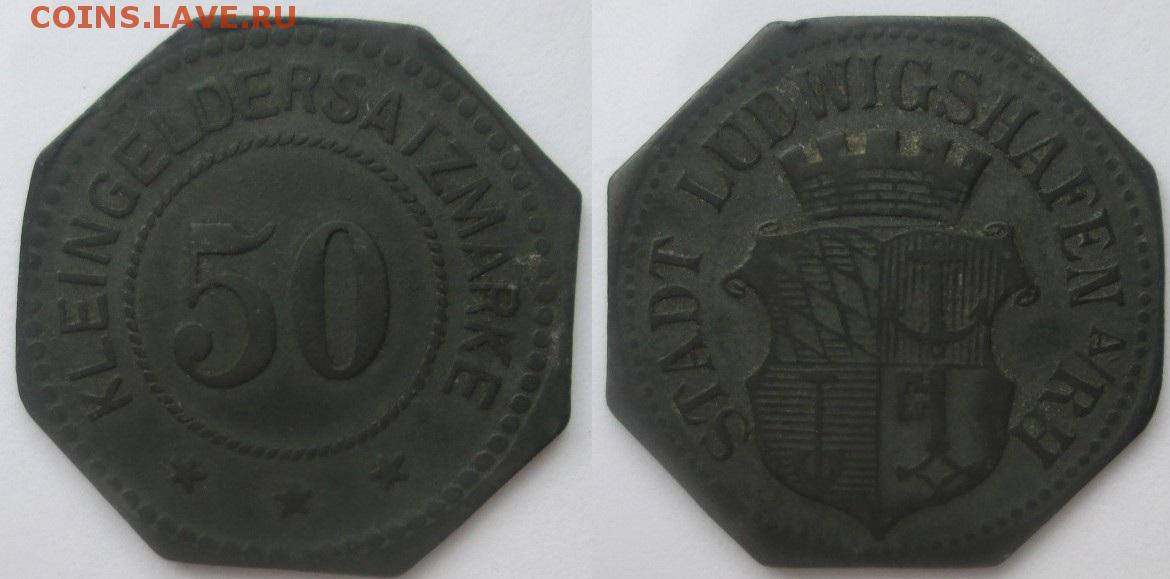 COINS.LAVE.RU
KLEINGELDERSATZMARKE
50
STADT LUDWIGSHAFEN A/RH